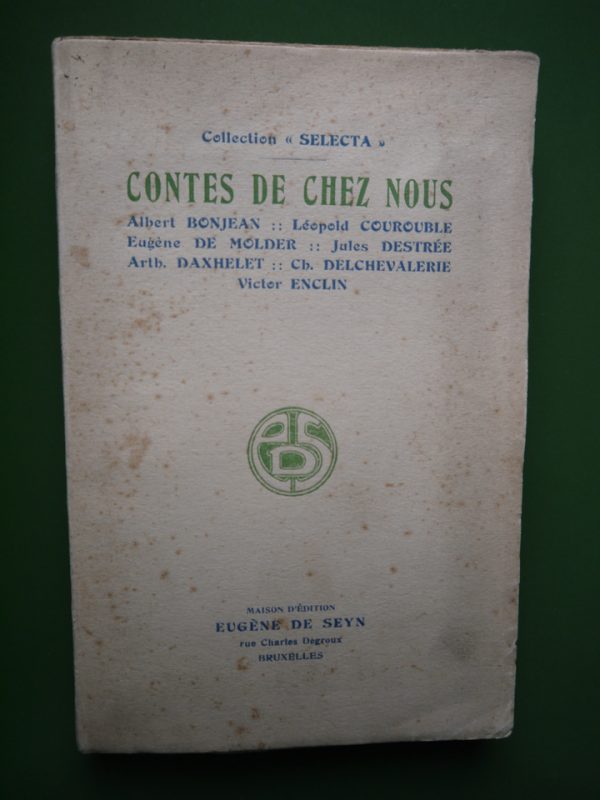 Collection « SELECTA »
CONTES DE CHEZ NOUS
Albert BONJEAN :: Léopold COUROUBLE
Eugène DE MOLDER :: Jules DESTRÉE
Arth. DAXHELET :: Ch. DELCHEVALERIE
Victor ENCLIN
MAISON D'ÉDITION
EUGÈNE DE SEYN
rue Charles Degroux
BRUXELLES